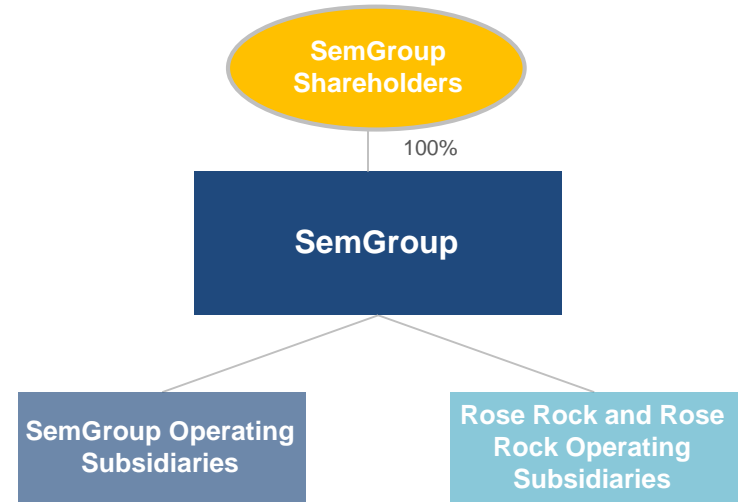 SemGroup
Shareholders
100%
SemGroup
SemGroup Operating
Subsidiaries
Rose Rock and Rose
Rock Operating
Subsidiaries